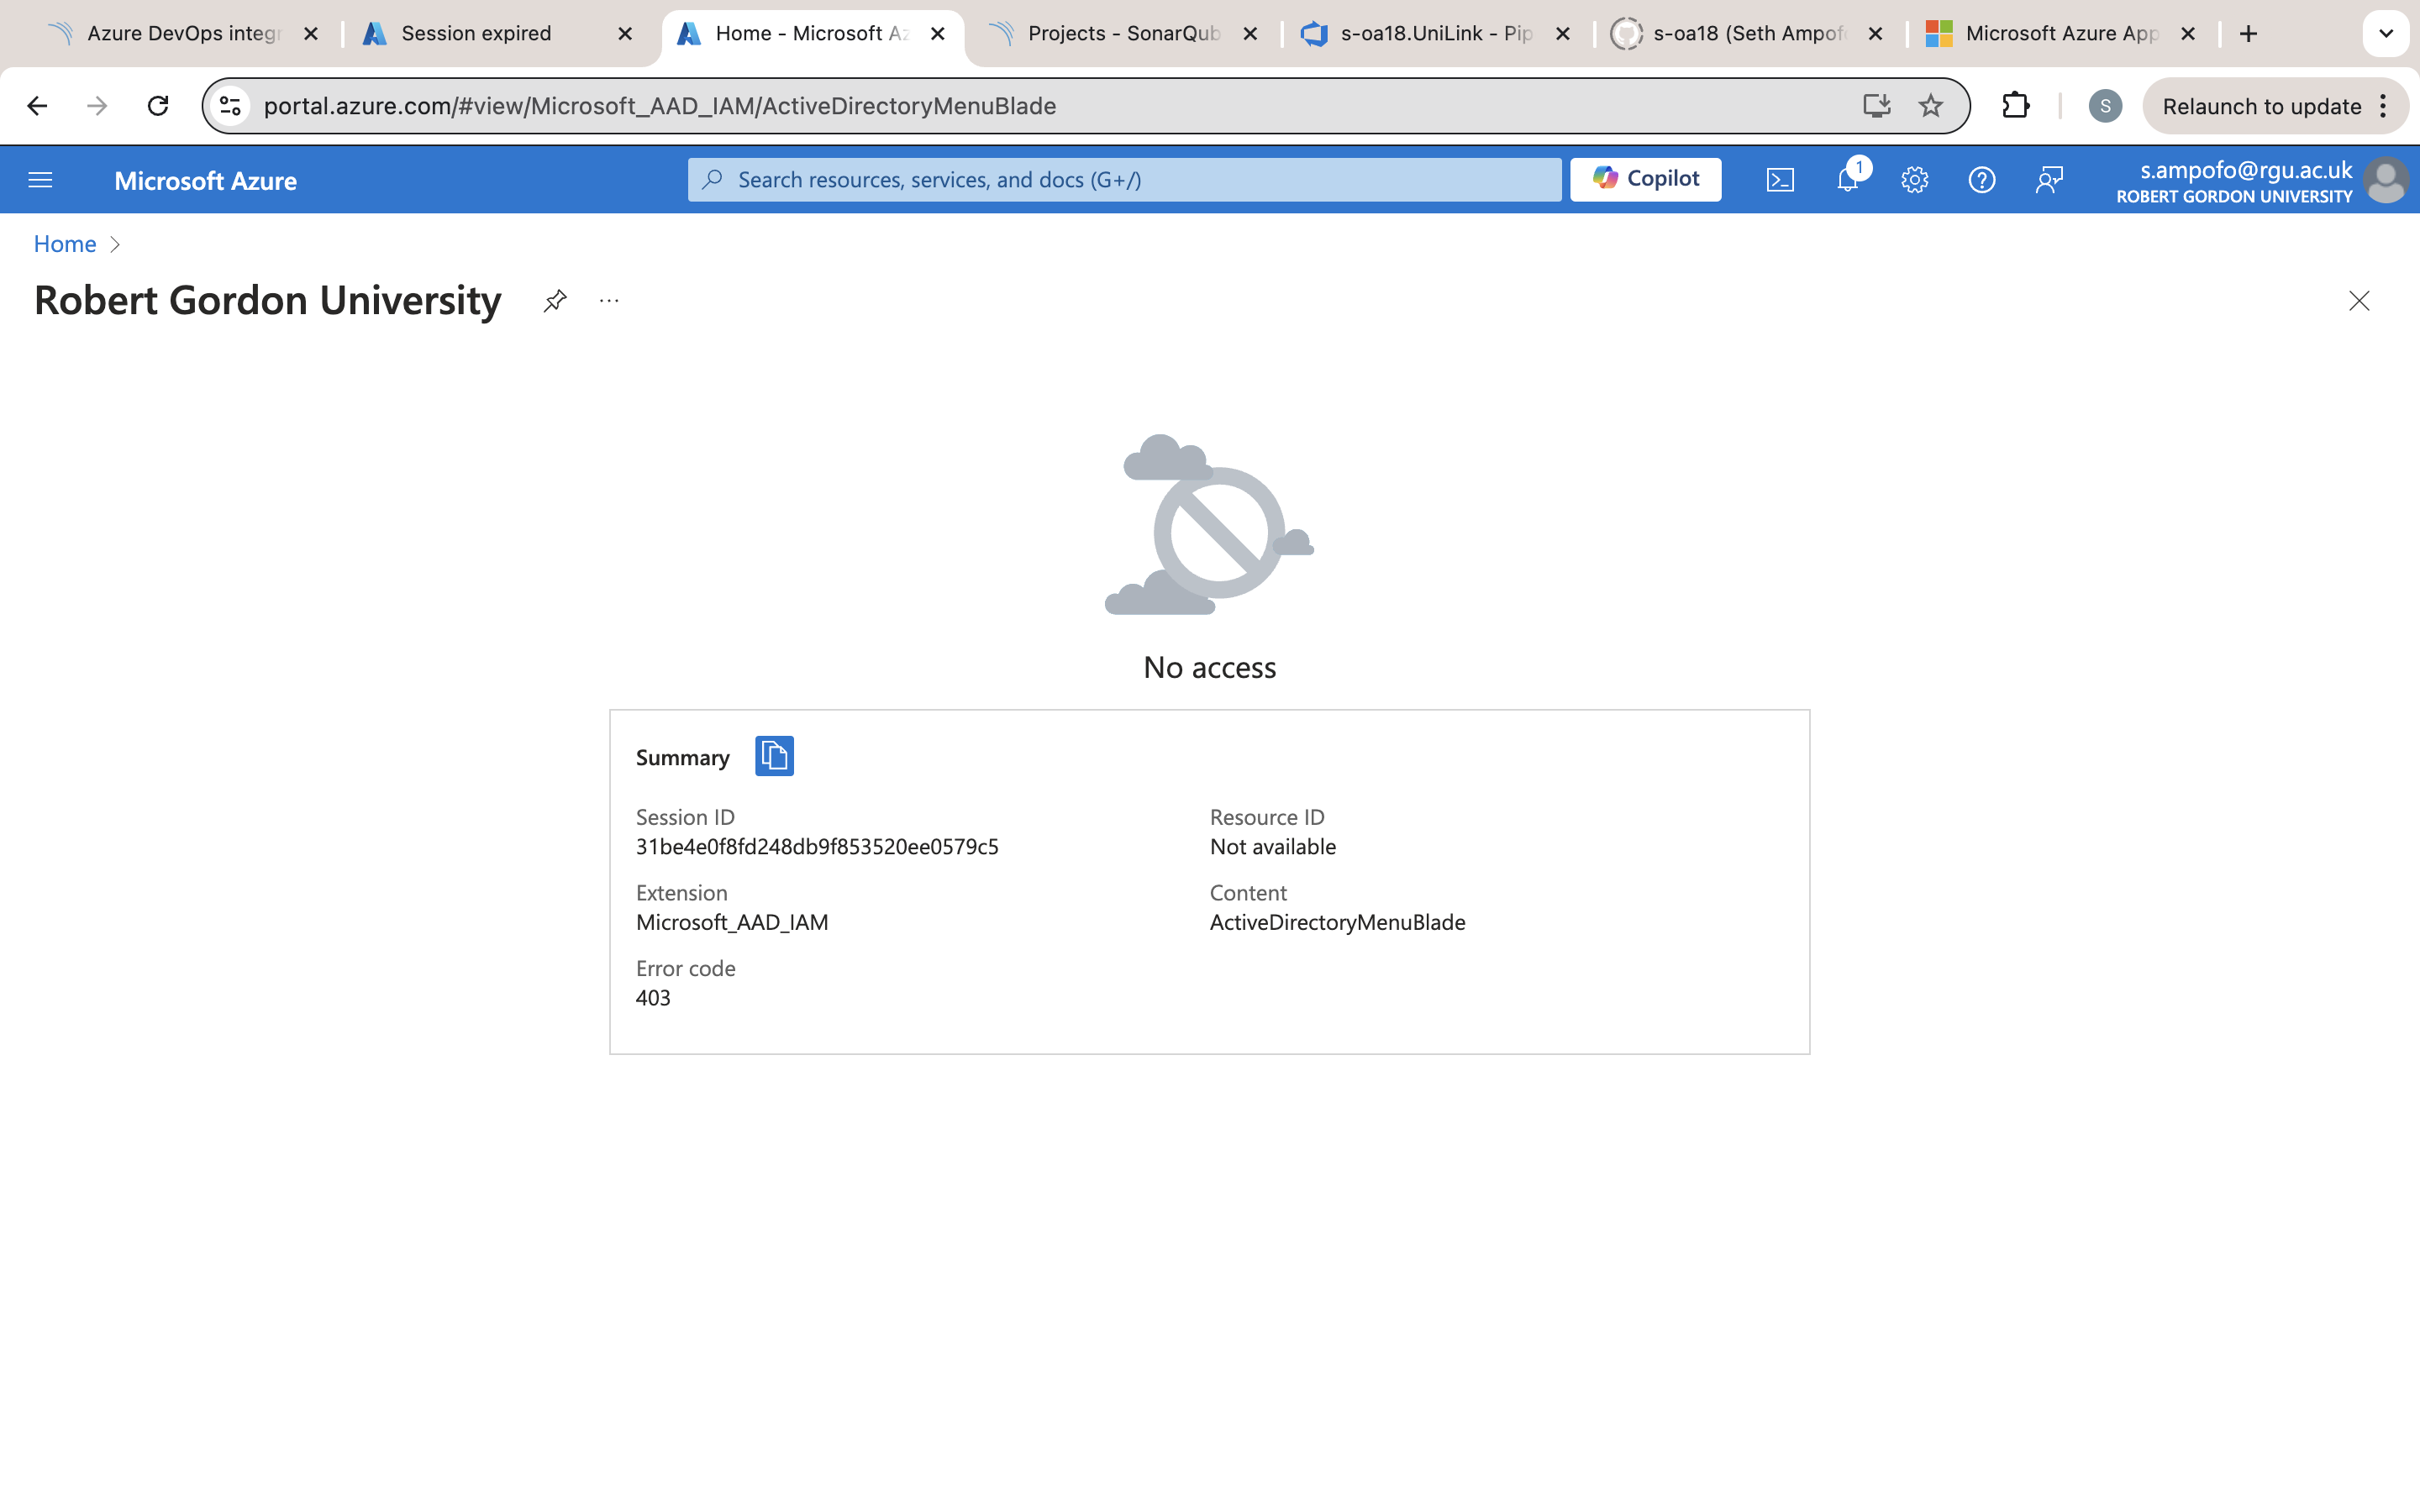 Azure DevOps integr
Session expired
Home - Microsoft Az
Projects - SonarQub
s-oa18.UniLink - Pip
s-oa18 (Seth Ampofo
Microsoft Azure App
portal.azure.com/#view/Microsoft_AAD_IAM/ActiveDirectoryMenuBlade
S
Relaunch to update
Microsoft Azure
Search resources, services, and docs (G+/)
Copilot
1
s.ampofo@rgu.ac.uk
ROBERT GORDON UNIVERSITY
Home
Robert Gordon University
No access
Summary
Session ID
31be4e0f8fd248db9f853520ee0579c5
Resource ID
Not available
Extension
Microsoft_AAD_IAM
Content
ActiveDirectoryMenuBlade
Error code
403